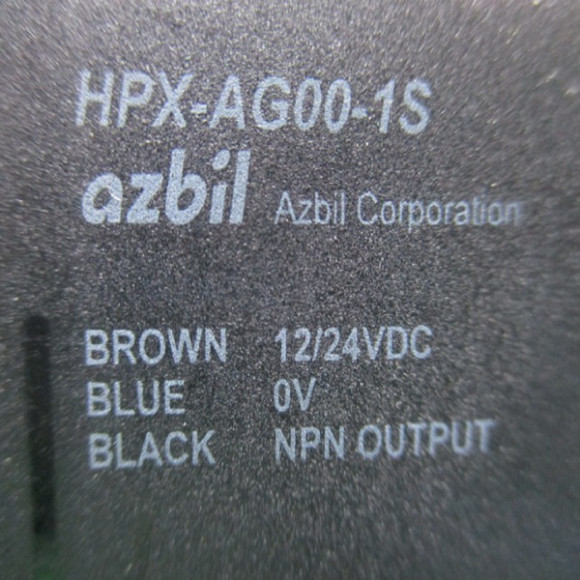 HPX-AG00-1S
azbil Azbil Corporation
BROWN 12/24VDC
BLUE 0V
BLACK NPN OUTPUT